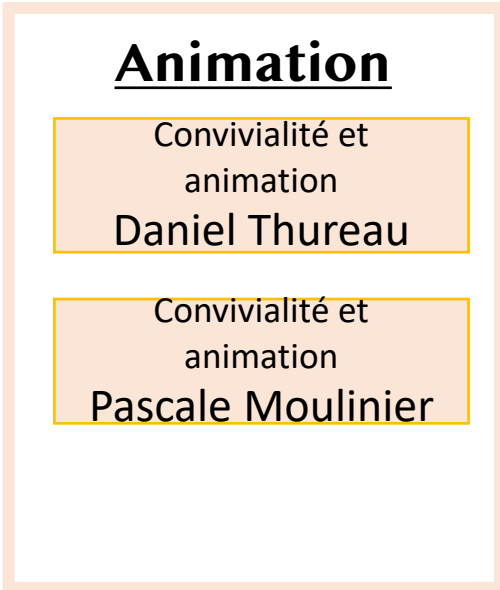 Animation
Convivialité et
animation
Daniel Thureau
Convivialité et
animation
Pascale Moulinier